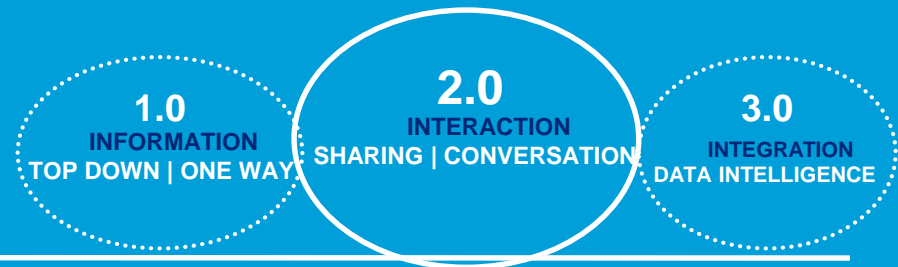 1.0
INFORMATION
TOP DOWN | ONE WAY
2.0
INTERACTION
SHARING | CONVERSATION
3.0
INTEGRATION
DATA INTELLIGENCE